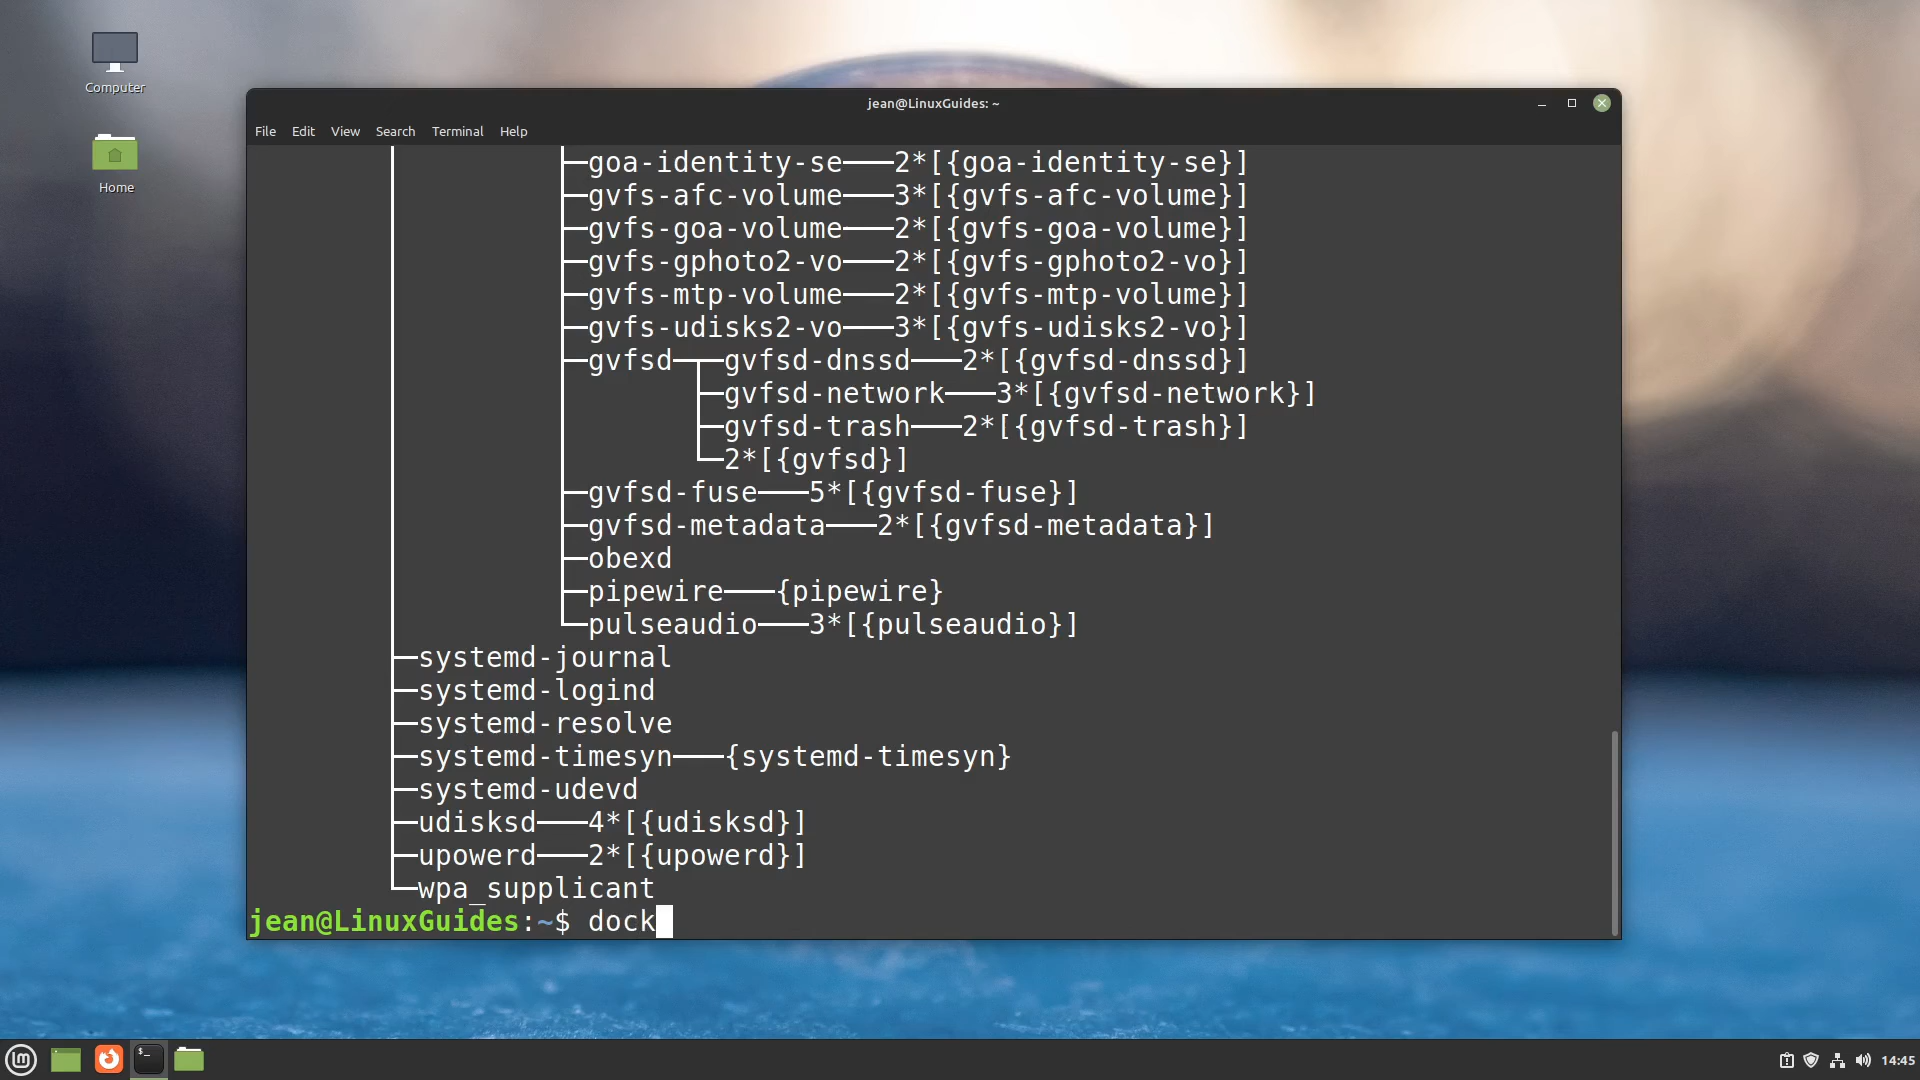 Computer
Home
jean@LinuxGuides: ~
File Edit View Search Terminal Help
├─goa-identity-se───2*[{goa-identity-se}]
├─gvfs-afc-volume───3*[{gvfs-afc-volume}]
├─gvfs-goa-volume───2*[{gvfs-goa-volume}]
├─gvfs-gphoto2-vo───2*[{gvfs-gphoto2-vo}]
├─gvfs-mtp-volume───2*[{gvfs-mtp-volume}]
├─gvfs-udisks2-vo───3*[{gvfs-udisks2-vo}]
├─gvfsd─┬─gvfsd-dnssd───2*[{gvfsd-dnssd}]
├─gvfsd-network───3*[{gvfsd-network}]
├─gvfsd-trash───2*[{gvfsd-trash}]
└─2*[{gvfsd}]
├─gvfsd-fuse───5*[{gvfsd-fuse}]
├─gvfsd-metadata───2*[{gvfsd-metadata}]
├─obexd
├─pipewire───{pipewire}
└─pulseaudio───3*[{pulseaudio}]
├─systemd-journal
├─systemd-logind
├─systemd-resolve
├─systemd-timesyn───{systemd-timesyn}
├─systemd-udevd
├─udisksd───4*[{udisksd}]
├─upowerd───2*[{upowerd}]
└─wpa_supplicant
jean@LinuxGuides:~$ dock
14:45